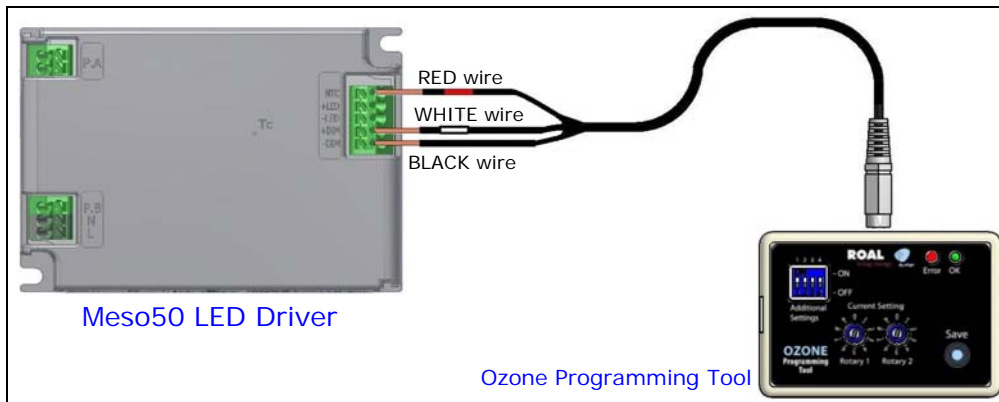 P.A
RED wire
NTC
+LED
-LED
+DIM
-DIM
WHITE wire
BLACK wire
Tc
P.B
N
L
Meso50 LED Driver
ROAL
Error
OK
1 2 3 4
ON
OFF
Additional
Settings
Current Setting
Save
OZONE
Programming
Tool
Rotary 1
Rotary 2
Ozone Programming Tool